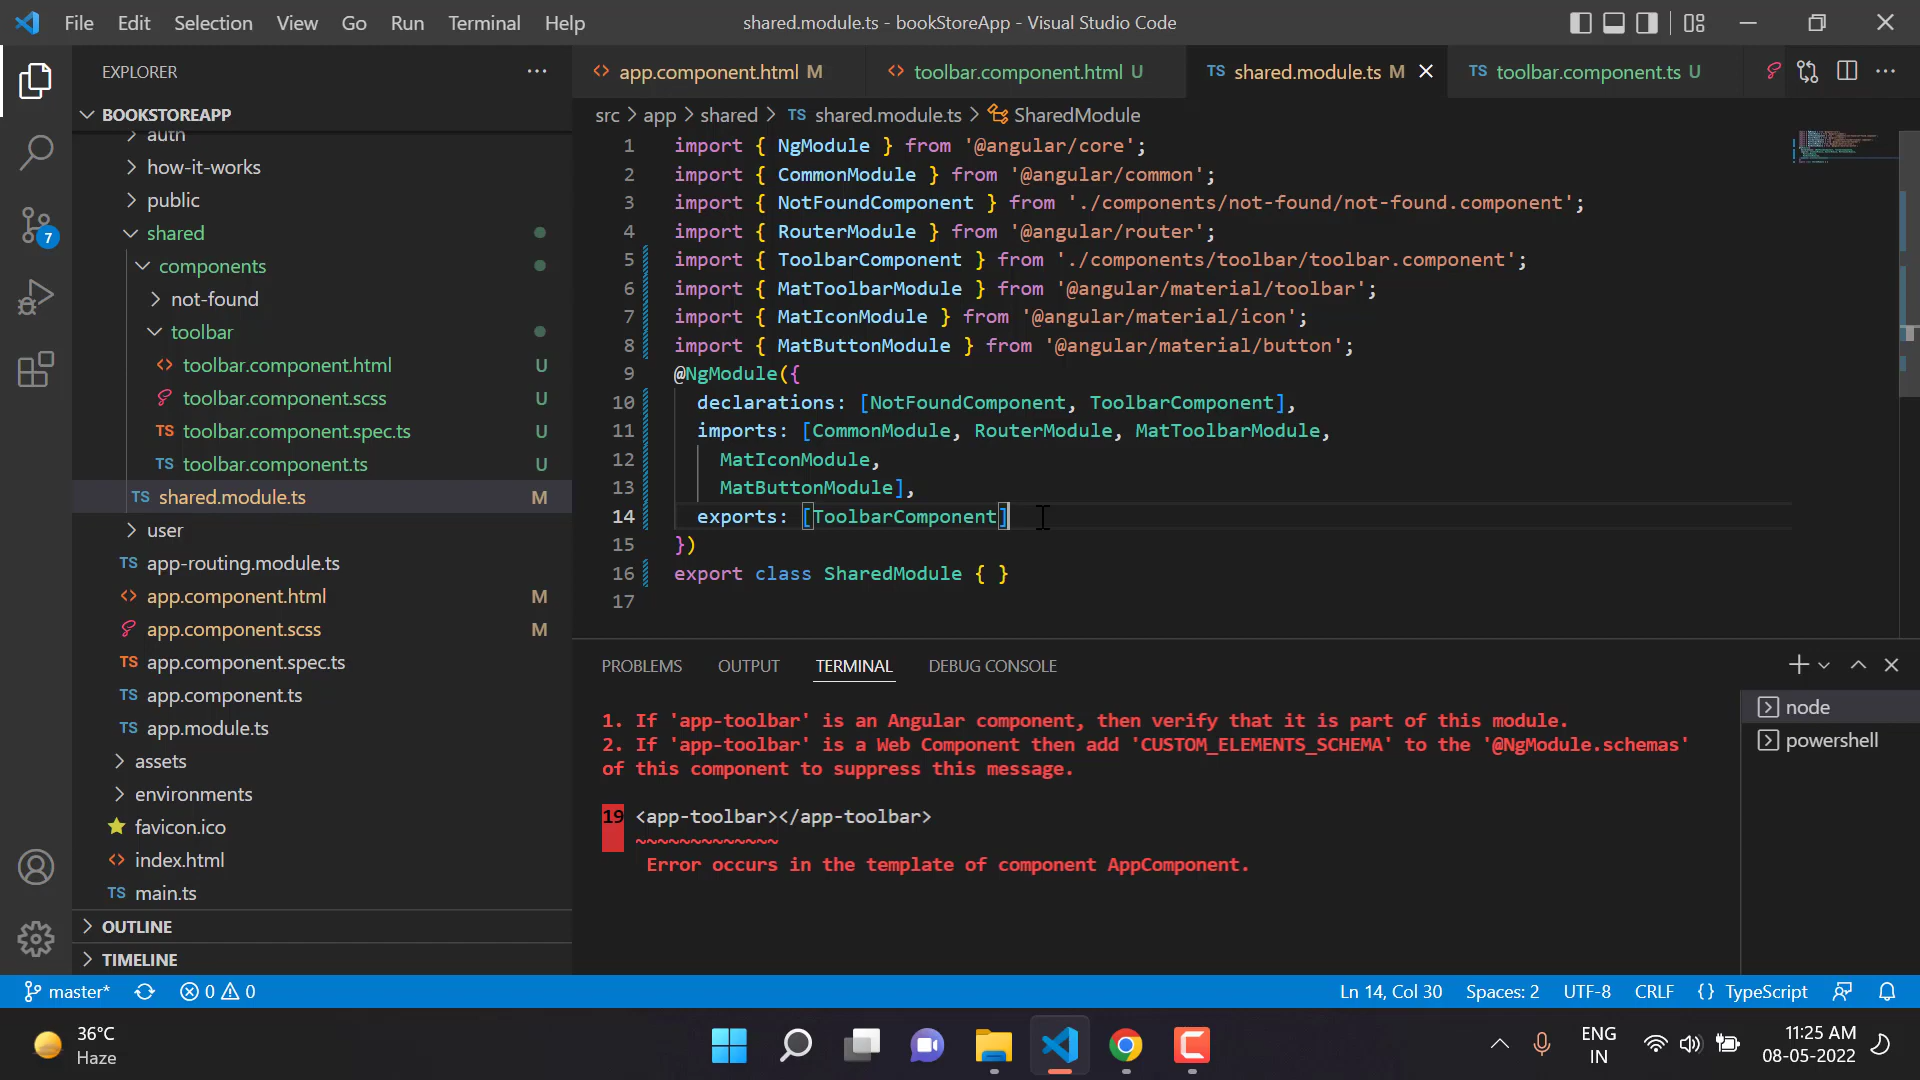 File Edit Selection View Go Run Terminal Help
shared.module.ts - bookStoreApp - Visual Studio Code
EXPLORER
BOOKSTOREAPP
auth
how-it-works
public
shared
components
not-found
toolbar
toolbar.component.html U
toolbar.component.scss U
TS toolbar.component.spec.ts U
TS toolbar.component.ts U
TS shared.module.ts M
user
TS app-routing.module.ts
app.component.html M
app.component.scss M
TS app.component.spec.ts
TS app.component.ts
TS app.module.ts
assets
environments
favicon.ico
index.html
TS main.ts
OUTLINE
TIMELINE
7
app.component.html M
toolbar.component.html U
TS shared.module.ts M
TS toolbar.component.ts U
src > app > shared > TS shared.module.ts > SharedModule
1 import { NgModule } from '@angular/core';
2 import { CommonModule } from '@angular/common';
3 import { NotFoundComponent } from './components/not-found/not-found.component';
4 import { RouterModule } from '@angular/router';
5 import { ToolbarComponent } from './components/toolbar/toolbar.component';
6 import { MatToolbarModule } from '@angular/material/toolbar';
7 import { MatIconModule } from '@angular/material/icon';
8 import { MatButtonModule } from '@angular/material/button';
9 @NgModule({
10 declarations: [NotFoundComponent, ToolbarComponent],
11 imports: [CommonModule, RouterModule, MatToolbarModule,
12 MatIconModule,
13 MatButtonModule],
14 exports: [ToolbarComponent]
15 })
16 export class SharedModule { }
17
PROBLEMS OUTPUT TERMINAL DEBUG CONSOLE
1. If 'app-toolbar' is an Angular component, then verify that it is part of this module.
2. If 'app-toolbar' is a Web Component then add 'CUSTOM_ELEMENTS_SCHEMA' to the '@NgModule.schemas'
of this component to suppress this message.
19 <app-toolbar></app-toolbar>
~~~~~~~~~~~~~
Error occurs in the template of component AppComponent.
node
powershell
master* 0 0
Ln 14, Col 30 Spaces: 2 UTF-8 CRLF {} TypeScript
36°C
Haze
ENG
IN
11:25 AM
08-05-2022